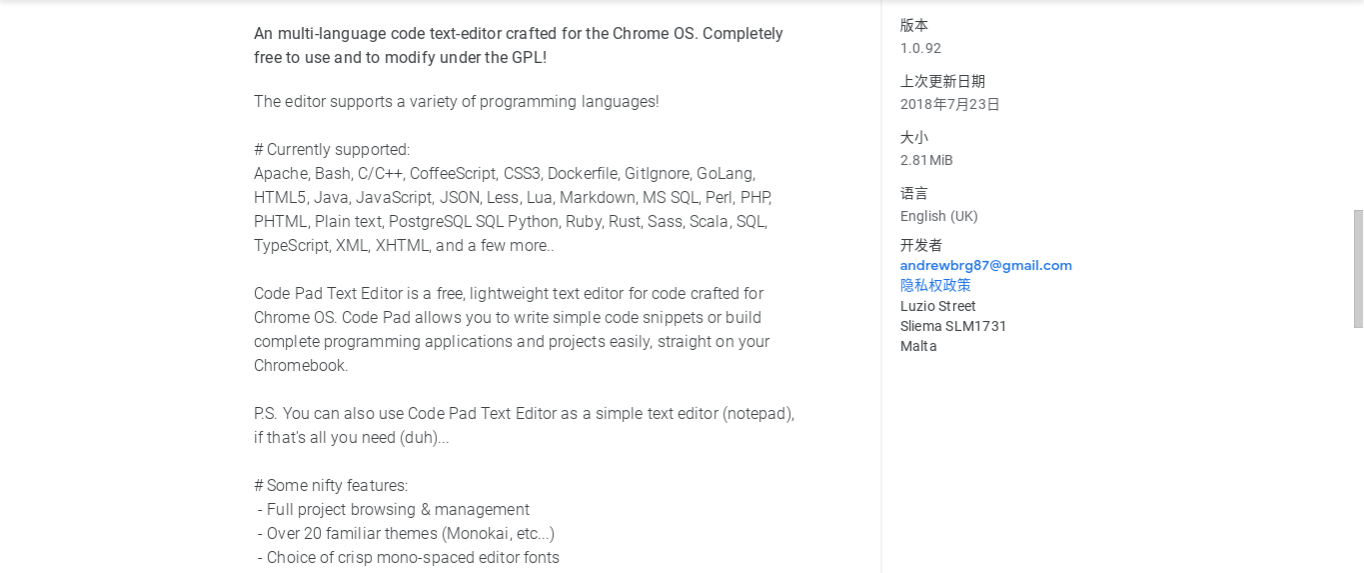 An multi-language code text-editor crafted for the Chrome OS. Completely
free to use and to modify under the GPL!
The editor supports a variety of programming languages!
# Currently supported:
Apache, Bash, C/C++, CoffeeScript, CSS3, Dockerfile, GitIgnore, GoLang,
HTML5, Java, JavaScript, JSON, Less, Lua, Markdown, MS SQL, Perl, PHP,
PHTML, Plain text, PostgreSQL SQL Python, Ruby, Rust, Sass, Scala, SQL,
TypeScript, XML, XHTML, and a few more..
Code Pad Text Editor is a free, lightweight text editor for code crafted for
Chrome OS. Code Pad allows you to write simple code snippets or build
complete programming applications and projects easily, straight on your
Chromebook.
P.S. You can also use Code Pad Text Editor as a simple text editor (notepad),
if that's all you need (duh)...
# Some nifty features:
- Full project browsing & management
- Over 20 familiar themes (Monokai, etc...)
- Choice of crisp mono-spaced editor fonts
版本
1.0.92
上次更新日期
2018年7月23日
大小
2.81MiB
语言
English (UK)
开发者
andrewbrg87@gmail.com
隐私权政策
Luzio Street
Sliema SLM1731
Malta